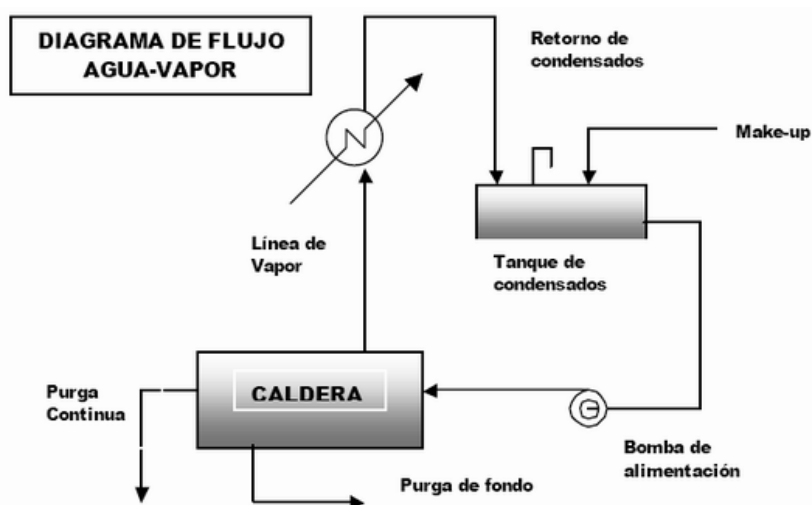 DIAGRAMA DE FLUJO
AGUA-VAPOR
Retorno de
condensados
Make-up
Línea de
Vapor
Tanque de
condensados
Purga
Continua
CALDERA
Bomba de
alimentación
Purga de fondo